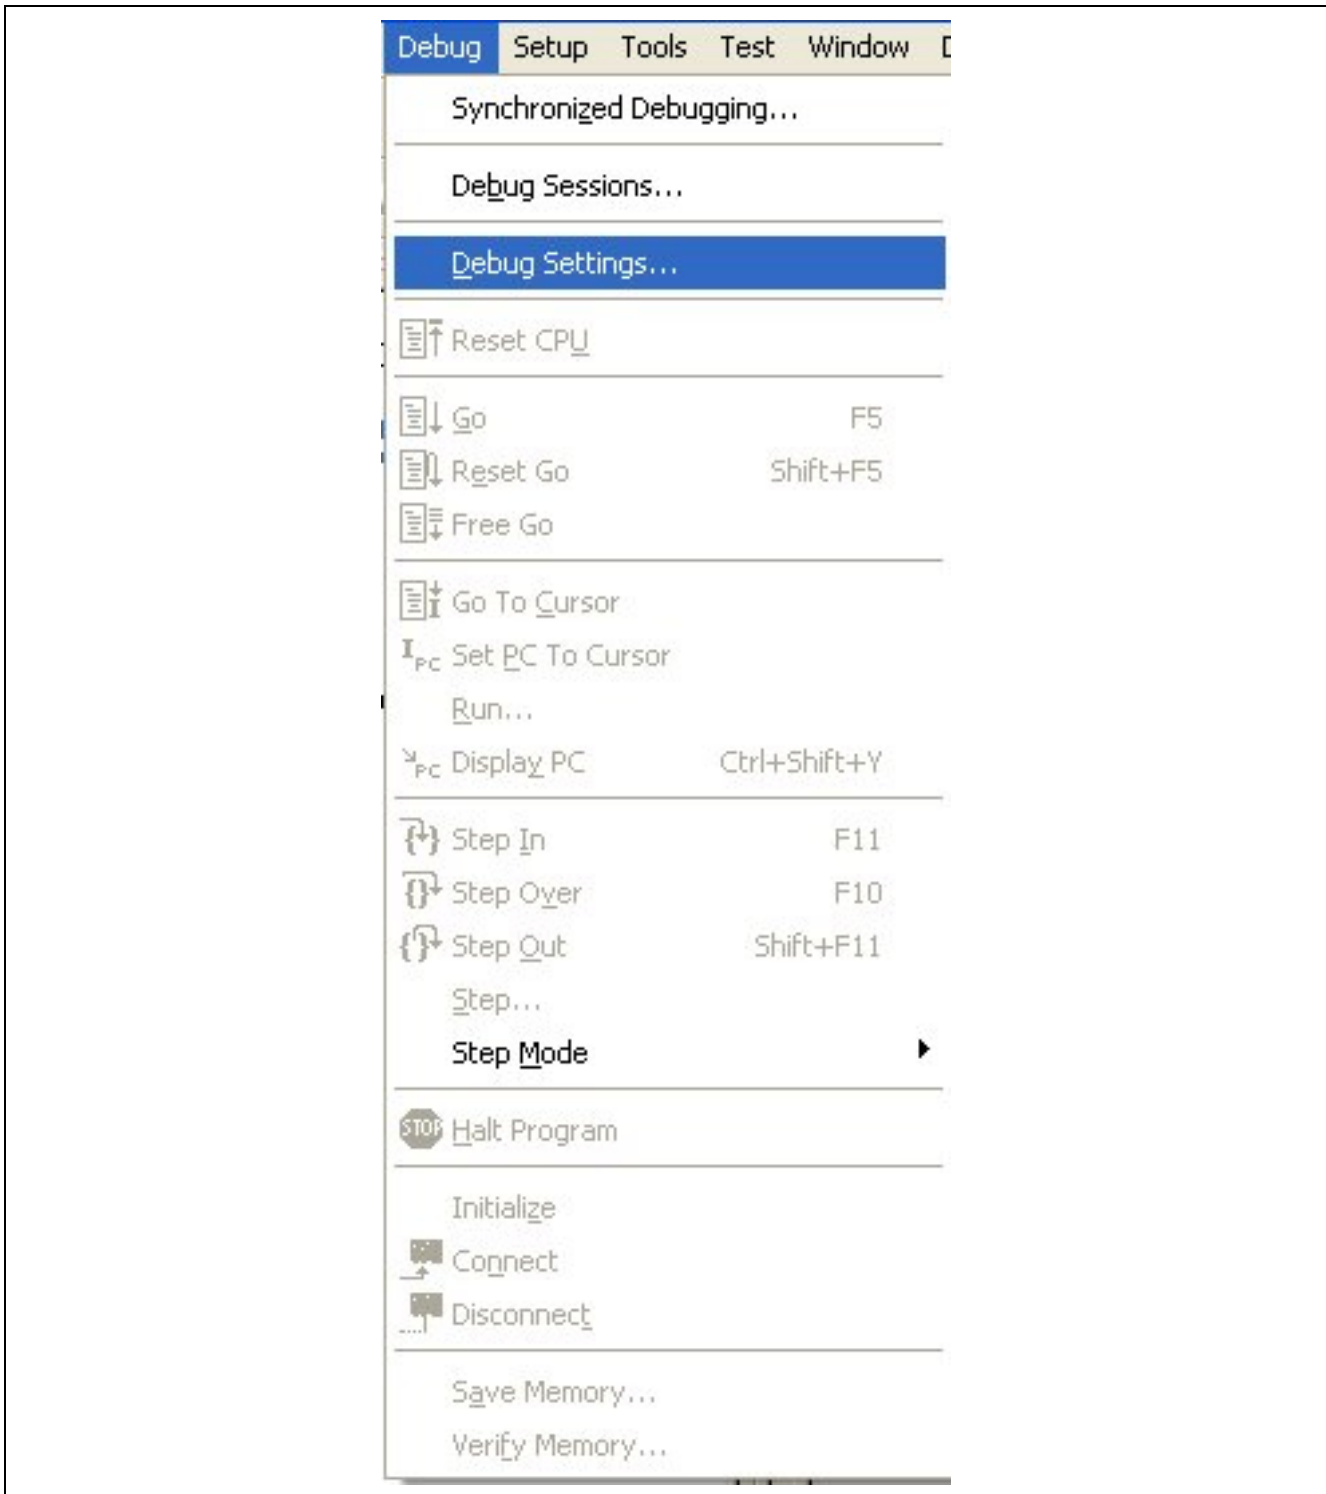 Debug Setup Tools Test Window
Synchronized Debugging...
Debug Sessions...
Debug Settings...
Reset CPU
Go F5
Reset Go Shift+F5
Free Go
Go To Cursor
I PC Set PC To Cursor
Run...
PC Display PC Ctrl+Shift+Y
Step In F11
Step Over F10
Step Out Shift+F11
Step...
Step Mode
STOP Halt Program
Initialize
Connect
Disconnect
Save Memory...
Verify Memory...